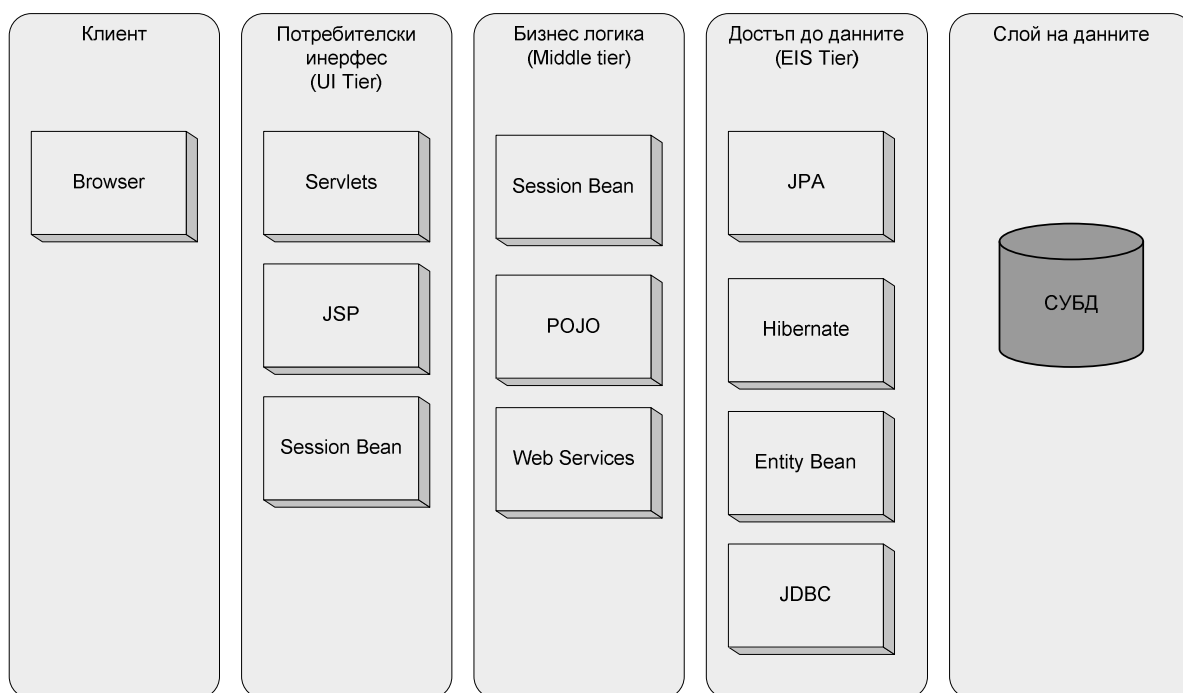 Клиент
Browser
Потребителски
инерфес
(UI Tier)
Servlets
JSP
Session Bean
Бизнес логика
(Middle tier)
Session Bean
POJO
Web Services
Достъп до данните
(EIS Tier)
JPA
Hibernate
Entity Bean
JDBC
Слой на данните
СУБД